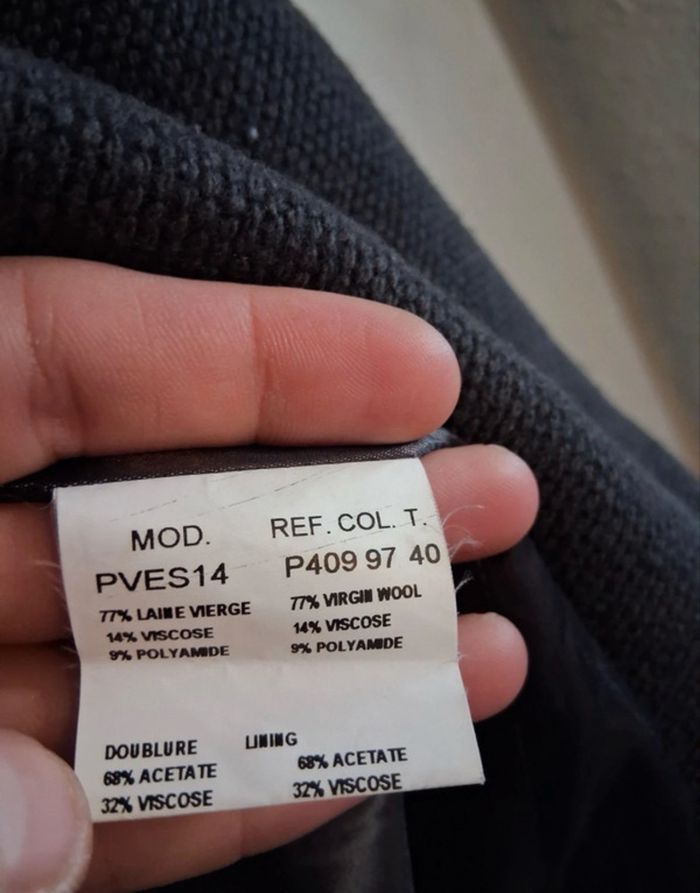 MOD. REF. COL. T.
PVES14 P409 97 40
77% LAINE VIERGE 77% VIRGIN WOOL
14% VISCOSE 14% VISCOSE
9% POLYAMIDE 9% POLYAMIDE
DOUBLURE LINING
68% ACETATE 68% ACETATE
32% VISCOSE 32% VISCOSE